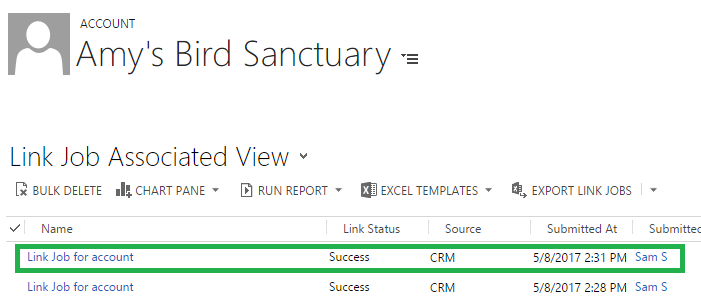 ACCOUNT
Amy's Bird Sanctuary
Link Job Associated View
BULK DELETE CHART PANE RUN REPORT EXCEL TEMPLATES EXPORT LINK JOBS
Name Link Status Source Submitted At Submitted
Link Job for account Success CRM 5/8/2017 2:31 PM Sam S
Link Job for account Success CRM 5/8/2017 2:28 PM Sam S